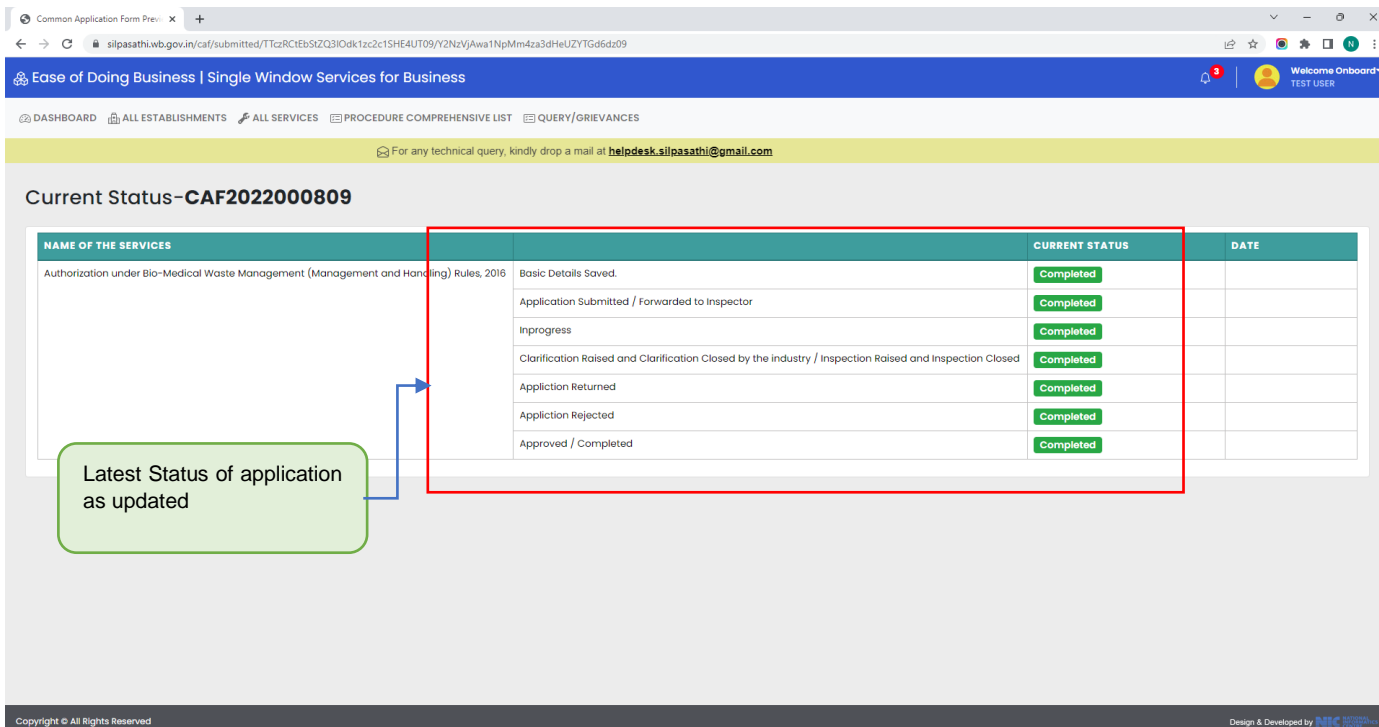 Common Application Form Prev
silpasathi.wb.gov.in/caf/submitted/TTczRCtEbStZQ3lOdk1zc2c1SHE4UT09/Y2NzVjAwa1NpMm4za3dHeUZYTGd6dz09
N
Ease of Doing Business | Single Window Services for Business
3
Welcome Onboard
TEST USER
DASHBOARD ALL ESTABLISHMENTS ALL SERVICES PROCEDURE COMPREHENSIVE LIST QUERY/GRIEVANCES
For any technical query, kindly drop a mail at helpdesk.silpasathi@gmail.com
Current Status-CAF2022000809
NAME OF THE SERVICES CURRENT STATUS DATE
Authorization under Bio-Medical Waste Management (Management and Handling) Rules, 2016 Basic Details Saved. Completed
Application Submitted / Forwarded to Inspector Completed
Inprogress Completed
Clarification Raised and Clarification Closed by the industry / Inspection Raised and Inspection Closed Completed
Appliction Returned Completed
Appliction Rejected Completed
Approved / Completed Completed
Latest Status of application
as updated
Copyright © All Rights Reserved
Design & Developed by NIC